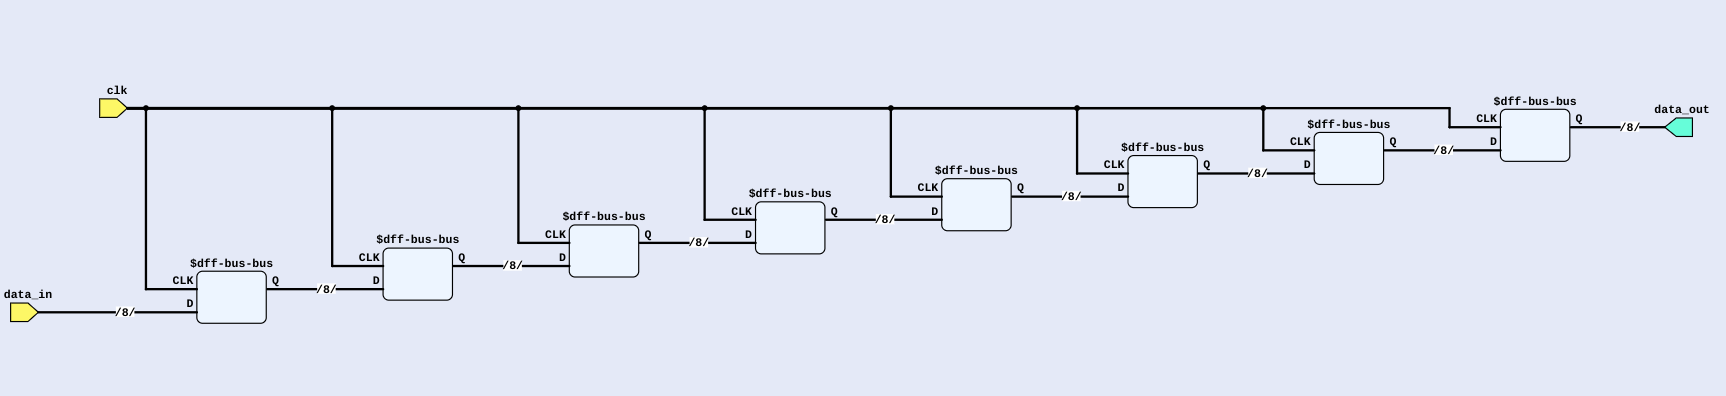 clk
$dff-bus-bus
data_out
CLK
Q
/8/
D
$dff-bus-bus
CLK
Q
/8/
D
$dff-bus-bus
CLK
Q
/8/
D
$dff-bus-bus
CLK
Q
/8/
D
$dff-bus-bus
CLK
Q
/8/
D
$dff-bus-bus
CLK
Q
/8/
D
$dff-bus-bus
CLK
Q
/8/
D
$dff-bus-bus
CLK
Q
/8/
D
data_in
/8/